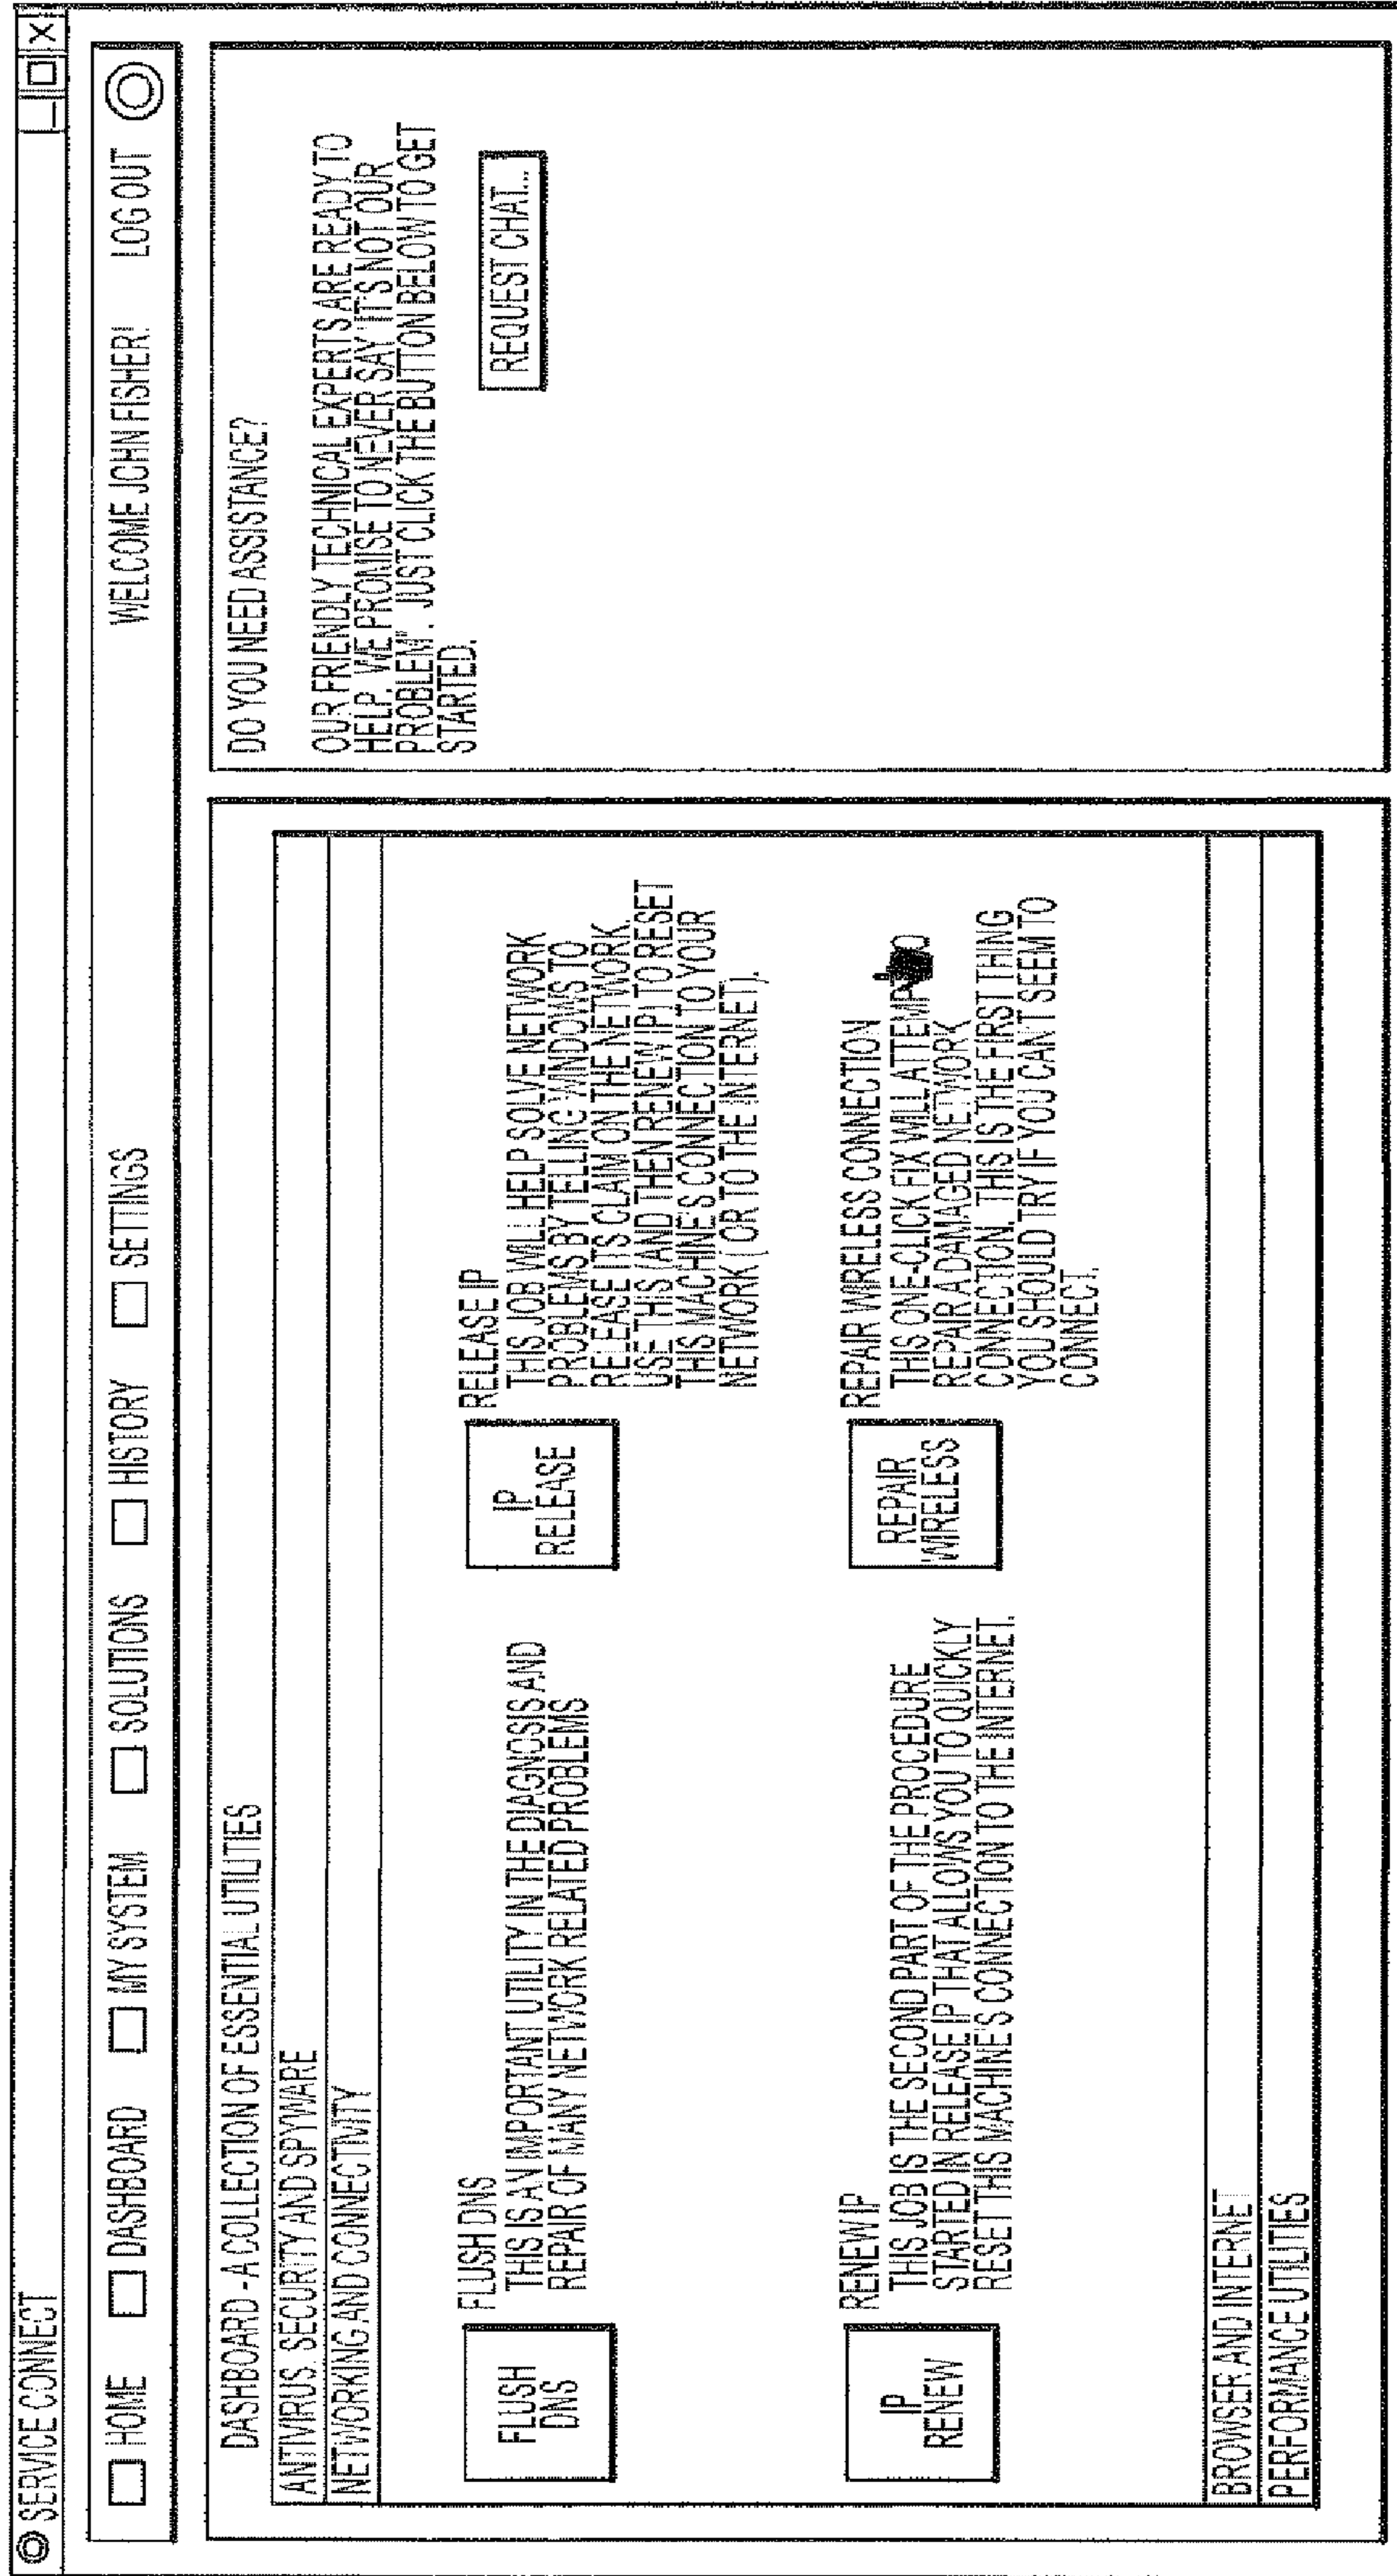 SERVICE CONNECT
HOME DASHBOARD MY SYSTEM SOLUTIONS HISTORY SETTINGS WELCOME JOHN FISHER! LOG OUT
DASHBOARD - A COLLECTION OF ESSENTIAL UTILITIES
ANTIVIRUS. SECURITY AND SPYWARE
NETWORKING AND CONNECTIVITY
FLUSH
DNS
FLUSH DNS
THIS IS AN IMPORTANT UTILITY IN THE DIAGNOSIS AND
REPAIR OF MANY NETWORK RELATED PROBLEMS
IP
RELEASE
RELEASE IP
THIS JOB WILL HELP SOLVE NETWORK
PROBLEMS BY TELLING WINDOWS TO
RELEASE ITS CLAIM ON THE NETWORK.
USE THIS (AND THEN RENEW IP TO RESET
THIS MACHINE'S CONNECTION TO YOUR
NETWORK ( OR TO THE INTERNET).
IP
RENEW
RENEW IP
THIS JOB IS THE SECOND PART OF THE PROCEDURE
STARTED IN RELEASE IP THAT ALLOWS YOU TO QUICKLY
RESET THIS MACHINE'S CONNECTION TO THE INTERNET.
REPAIR
WIRELESS
REPAIR WIRELESS CONNECTION
THIS ONE-CLICK FIX WILL ATTEMPT
REPAIR A DAMAGED NETWORK
CONNECTION. THIS IS THE FIRST THING
YOU SHOULD TRY IF YOU CAN'T SEEM TO
CONNECT.
BROWSER AND INTERNE
PERFORMANCE UTILITIES
DO YOU NEED ASSISTANCE?
OUR FRIENDLY TECHNICAL EXPERTS ARE READY TO
HELP. WE PROMISE TO NEVER SAY IT'S NOT OUR
PROBLEM". JUST CLICK THE BUTTON BELOW TO GET
STARTED.
REQUEST CHAT...